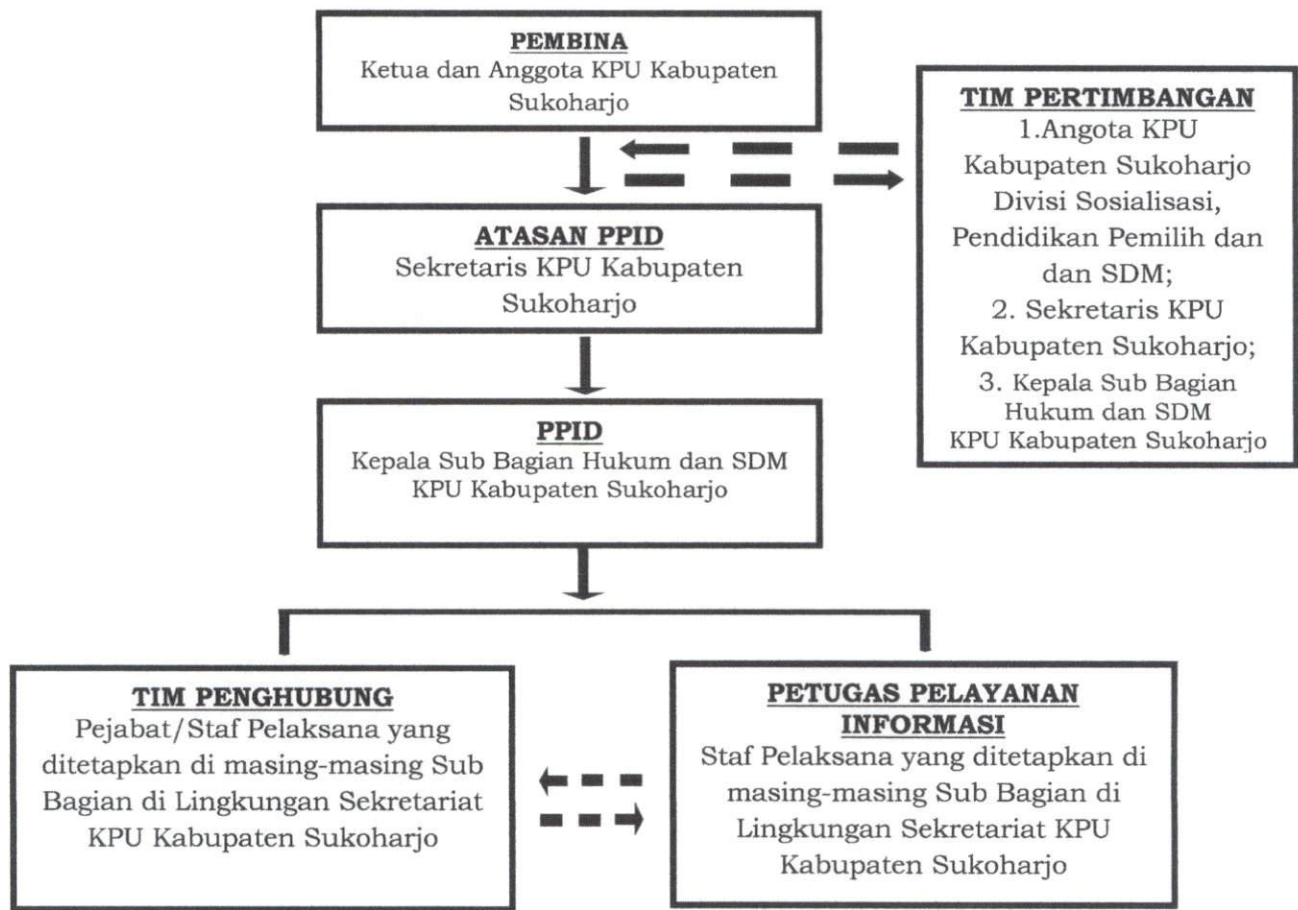 PEMBINA
Ketua dan Anggota KPU Kabupaten
Sukoharjo
TIM PERTIMBANGAN
1.Angota KPU
Kabupaten Sukoharjo
Divisi Sosialisasi,
Pendidikan Pemilih dan
dan SDM;
2. Sekretaris KPU
Kabupaten Sukoharjo;
3. Kepala Sub Bagian
Hukum dan SDM
KPU Kabupaten Sukoharjo
ATASAN PPID
Sekretaris KPU Kabupaten
Sukoharjo
PPID
Kepala Sub Bagian Hukum dan SDM
KPU Kabupaten Sukoharjo
TIM PENGHUBUNG
Pejabat/Staf Pelaksana yang
ditetapkan di masing-masing Sub
Bagian di Lingkungan Sekretariat
KPU Kabupaten Sukoharjo
PETUGAS PELAYANAN
INFORMASI
Staf Pelaksana yang ditetapkan di
masing-masing Sub Bagian di
Lingkungan Sekretariat KPU
Kabupaten Sukoharjo